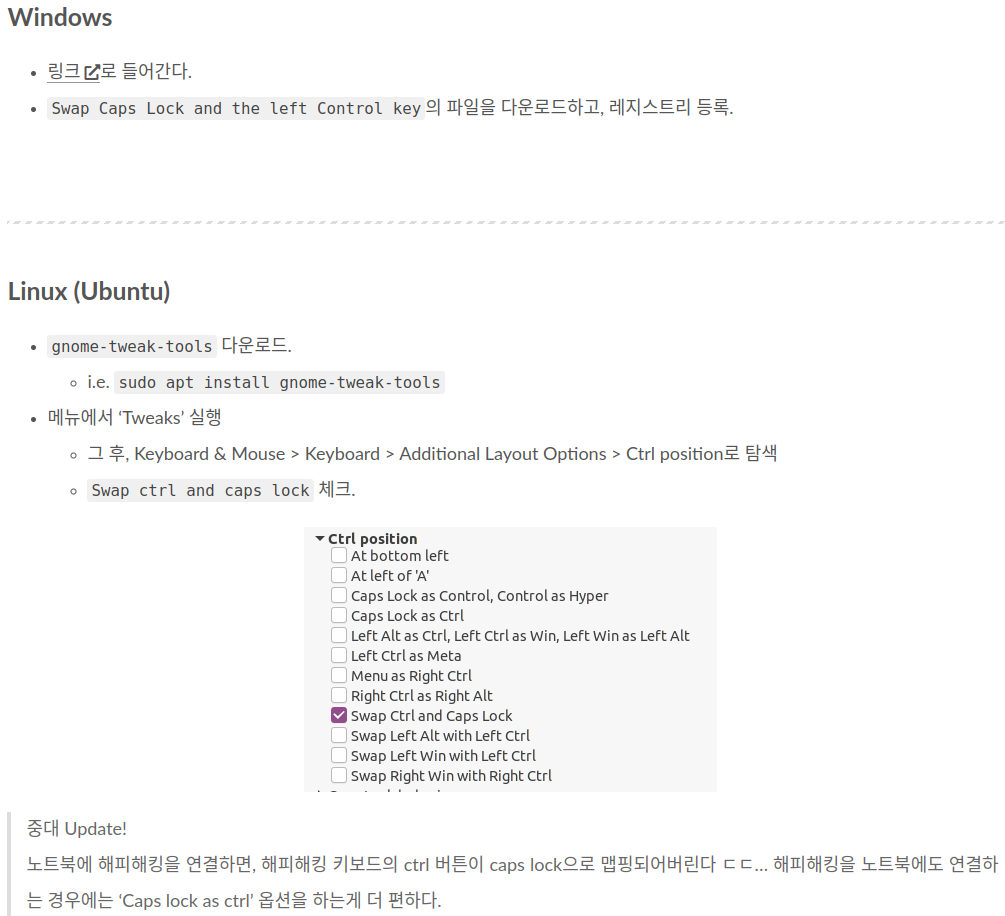 Windows
링크로 들어간다.
Swap Caps Lock and the left Control key의 파일을 다운로드하고, 레지스트리 등록.
Linux (Ubuntu)
gnome-tweak-tools 다운로드.
i.e. sudo apt install gnome-tweak-tools
메뉴에서 ‘Tweaks’ 실행
그 후, Keyboard & Mouse > Keyboard > Additional Layout Options > Ctrl position로 탐색
Swap ctrl and caps lock 체크.
Ctrl position
At bottom left
At left of 'A'
Caps Lock as Control, Control as Hyper
Caps Lock as Ctrl
Left Alt as Ctrl, Left Ctrl as Win, Left Win as Left Alt
Left Ctrl as Meta
Menu as Right Ctrl
Right Ctrl as Right Alt
Swap Ctrl and Caps Lock
Swap Left Alt with Left Ctrl
Swap Left Win with Left Ctrl
Swap Right Win with Right Ctrl
중대 Update!
노트북에 해피해킹을 연결하면, 해피해킹 키보드의 ctrl 버튼이 caps lock으로 맵핑되어버린다 ㄷㄷ... 해피해킹을 노트북에도 연결하
는 경우에는 ‘Caps lock as ctrl’ 옵션을 하는게 더 편하다.